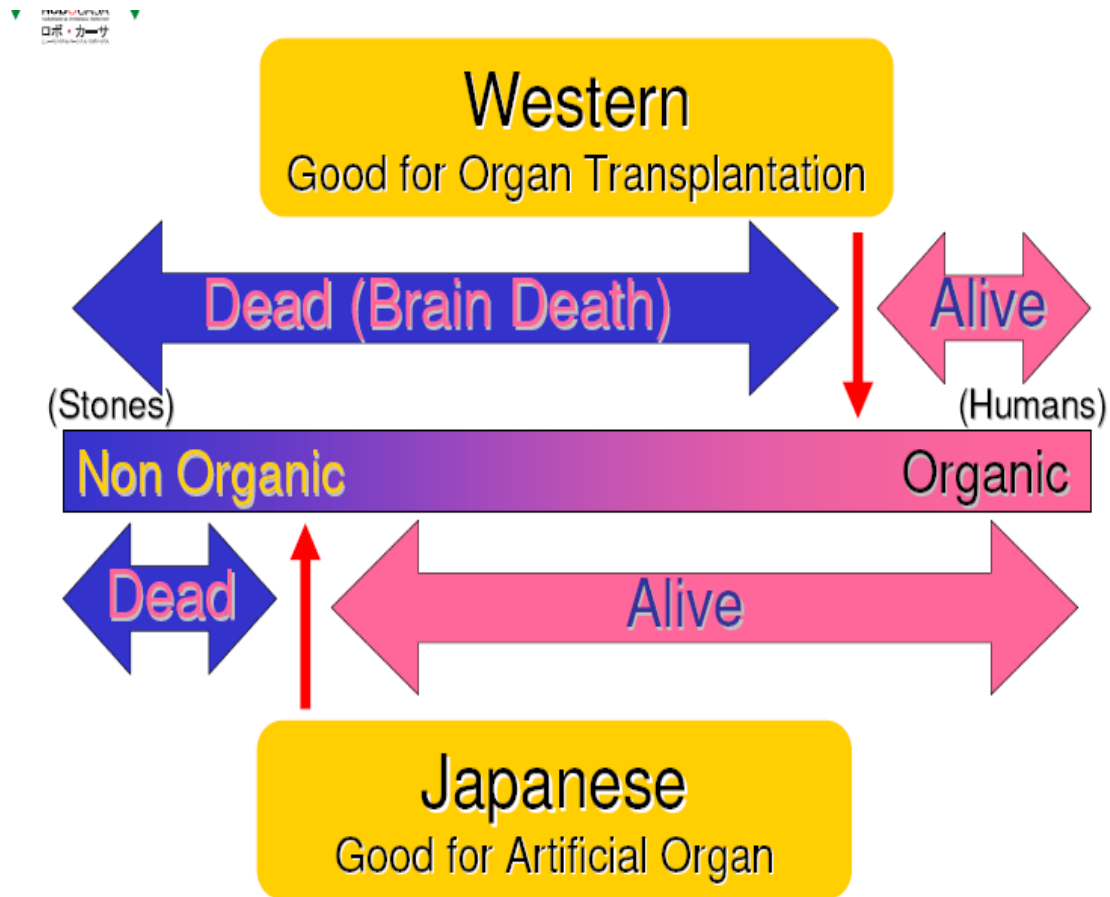 ロボ・カーサ
Western
Good for Organ Transplantation
Dead (Brain Death)
Alive
(Stones)
(Humans)
Non Organic
Organic
Dead
Alive
Japanese
Good for Artificial Organ